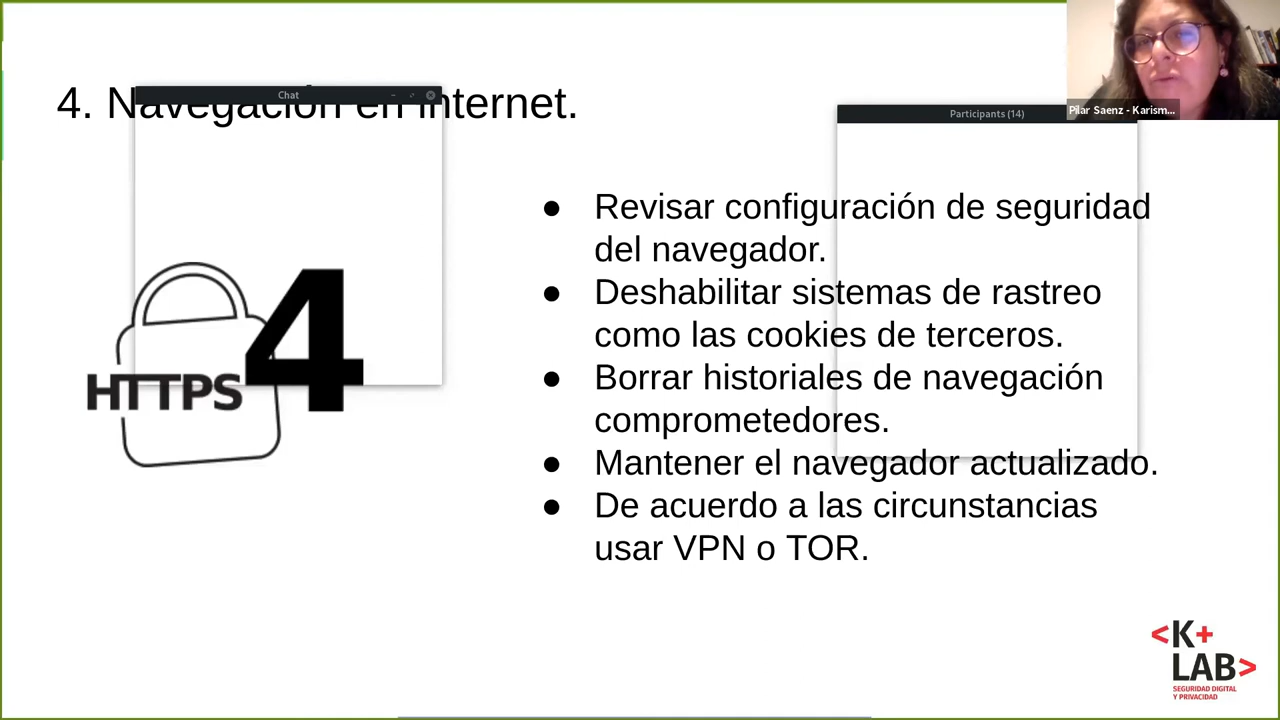 4. Navegación en internet.
Chat
Participants (14)
Pilar Saenz - Karism...
Revisar configuración de seguridad
del navegador.
Deshabilitar sistemas de rastreo
como las cookies de terceros.
Borrar historiales de navegación
comprometedores.
Mantener el navegador actualizado.
De acuerdo a las circunstancias
usar VPN o TOR.
HTTPS
4
<K+
LAB>
SEGURIDAD DIGITAL
Y PRIVACIDAD